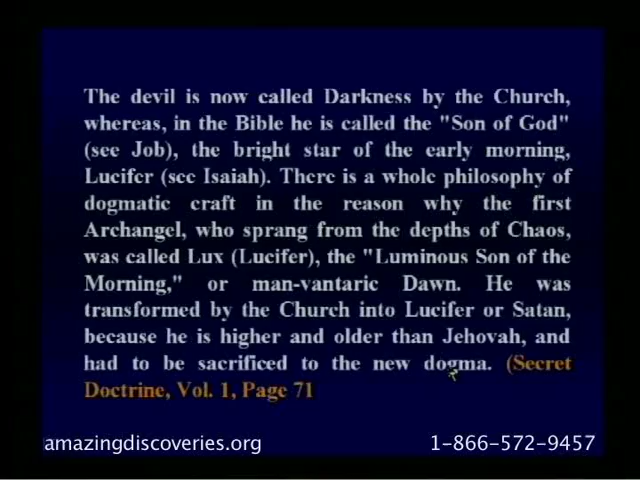 The devil is now called Darkness by the Church,
whereas, in the Bible he is called the "Son of God"
(see Job), the bright star of the early morning,
Lucifer (see Isaiah). There is a whole philosophy of
dogmatic craft in the reason why the first
Archangel, who sprang from the depths of Chaos,
was called Lux (Lucifer), the "Luminous Son of the
Morning," or man-vantaric Dawn. He was
transformed by the Church into Lucifer or Satan,
because he is higher and older than Jehovah, and
had to be sacrificed to the new dogma. (Secret
Doctrine, Vol. 1, Page 71
amazingdiscoveries.org 1-866-572-9457